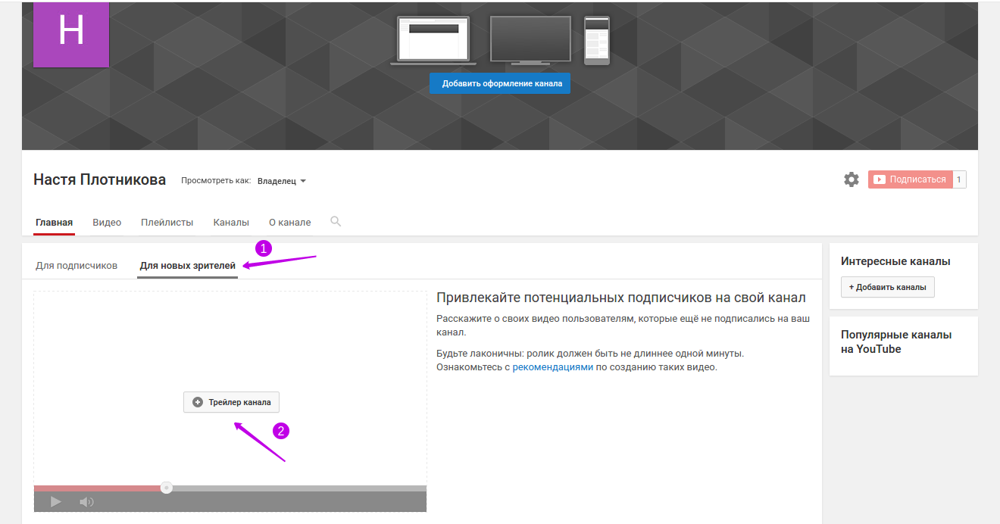 Н
Добавить оформление канала
Настя Плотникова
Просмотреть как: Владелец
Подписаться 1
Главная Видео Плейлисты Каналы О канале
1
Для подписчиков Для новых зрителей
Интересные каналы
+ Добавить каналы
Привлекайте потенциальных подписчиков на свой канал
Расскажите о своих видео пользователям, которые ещё не подписались на ваш
канал.
Будьте лаконичны: ролик должен быть не длиннее одной минуты.
Ознакомьтесь с рекомендациями по созданию таких видео.
Популярные каналы
на YouTube
Трейлер канала
2